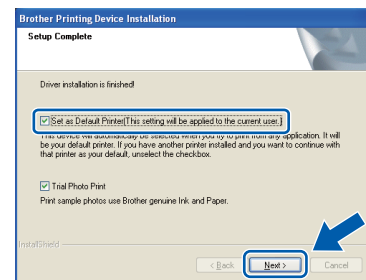 Brother Printing Device Installation
Setup Complete
Driver installation is finished!
Set as Default Printer(This setting will be applied to the current user.)
This device will automatically be selected when you try to print from any application. It will
be your default printer. If you have another printer installed and you want to continue with
that printer as your default, unselect the checkbox.
Trial Photo Print
Print sample photos use Brother genuine Ink and Paper.
InstallShield
< Back
Next >
Cancel